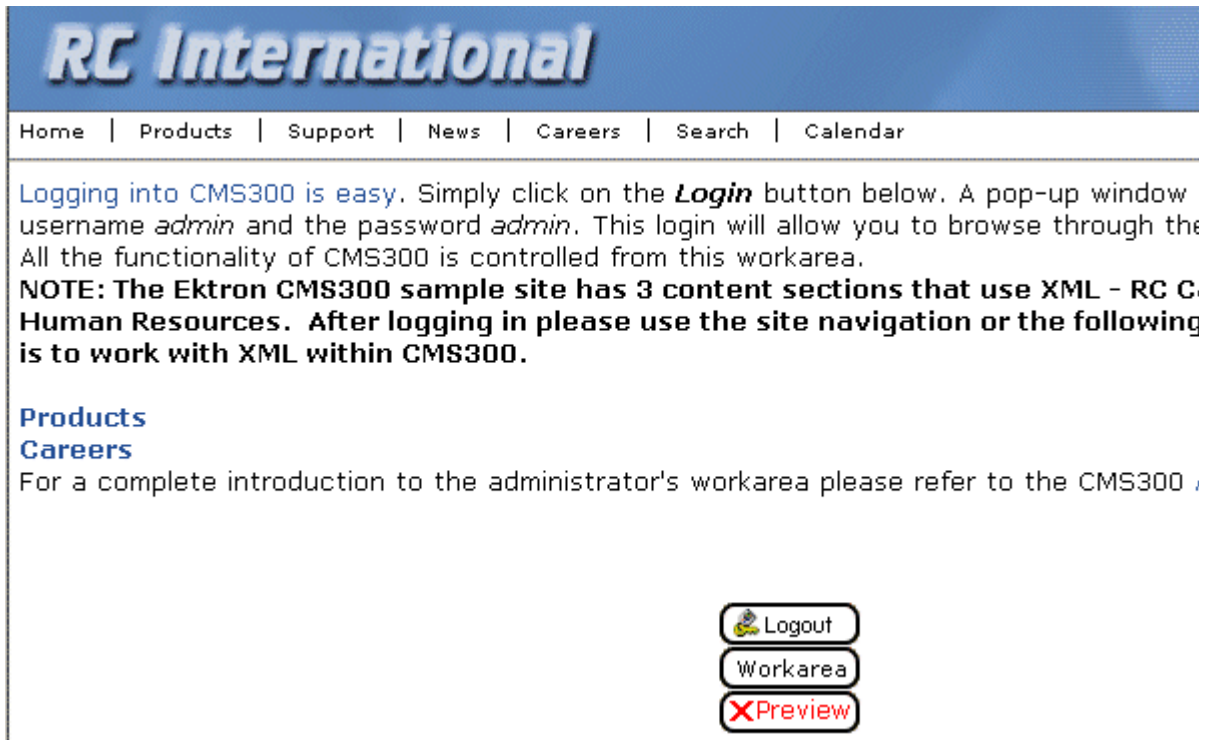 RC International
Home | Products | Support | News | Careers | Search | Calendar
Logging into CMS300 is easy. Simply click on the Login button below. A pop-up window
username admin and the password admin. This login will allow you to browse through the
All the functionality of CMS300 is controlled from this workarea.
NOTE: The Ektron CMS300 sample site has 3 content sections that use XML - RC
Human Resources. After logging in please use the site navigation or the following
is to work with XML within CMS300.
Products
Careers
For a complete introduction to the administrator's workarea please refer to the CMS300
Logout
Workarea
Preview